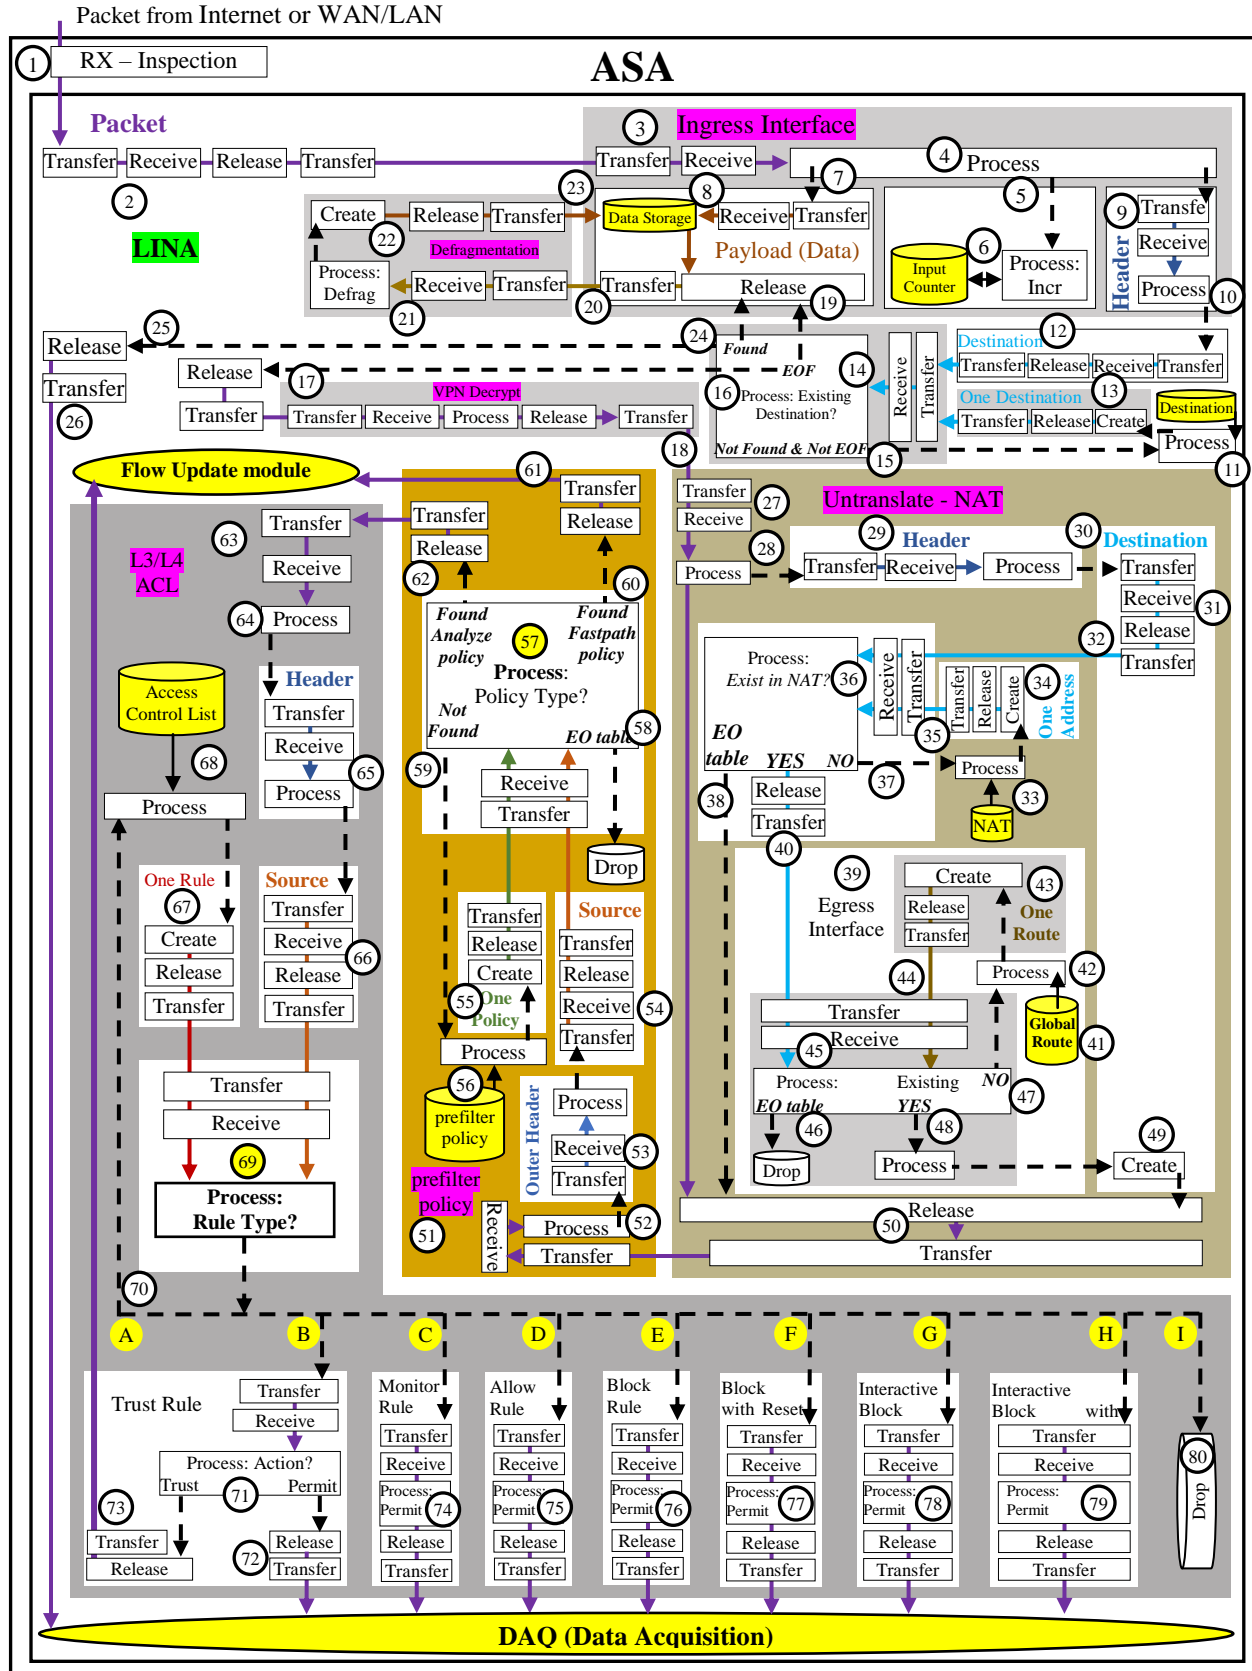 Packet from Internet or WAN/LAN
1
RX – Inspection
ASA
Packet
3
Ingress Interface
Transfer
Receive
Release
Transfer
Transfer
Receive
4
Process
2
LINA
23
7
8
5
9
Create
Release
Transfer
Data Storage
Receive
Transfer
Transfe
22
Defragmentation
Payload (Data)
6
Receive
Header
Process:
Defrag
Receive
Transfer
Transfer
Release
Input
Counter
Process:
Incr
Process
10
21
20
19
25
24
12
Release
Found
Destination
Release
17
EOF
14
Transfer
Release
Receive
Transfer
Transfer
26
VPN Decrypt
16
Process: Existing
Destination?
Receive
Transfer
One Destination
13
Destination
Transfer
Transfer
Receive
Process
Release
Transfer
Transfer
Release
Create
18
Not Found & Not EOF
15
Process
11
Flow Update module
61
Transfer
Transfer
27
Untranslate - NAT
63
Transfer
Transfer
Release
Receive
29
Header
30
Destination
L3/L4
ACL
Receive
Release
28
Process
Transfer
Receive
Process
Transfer
62
60
Receive
31
64
Process
Found
Analyze
policy
57
Found
Fastpath
policy
Release
32
Transfer
Process:
Policy Type?
Process:
Exist in NAT?
36
Receive
Transfer
Transfer
Release
Create
34
One
Address
Access
Control List
Header
Transfer
Receive
Process
65
Not
Found
EO table
58
EO
table
YES
NO
35
Process
68
59
Receive
Transfer
38
Release
Transfer
37
33
NAT
Process
40
Drop
39
Egress
Interface
Create
43
One Rule
67
Source
Transfer
Release
Transfer
One
Route
Create
Release
Transfer
Receive
Release
Transfer
66
Transfer
Release
Create
Source
Transfer
Release
Receive
Transfer
44
Process
42
55
One
Policy
54
Transfer
Receive
Global
Route
41
Process
45
56
prefilter
policy
Process
Process:
Existing
NO
EO table
YES
47
Transfer
Receive
Outer Header
Receive
Transfer
53
46
48
49
69
Drop
Process
Create
Process:
Rule Type?
prefilter
policy
51
Receive
Process
52
Release
50
Transfer
Transfer
70
A
B
C
D
E
F
G
H
I
Trust Rule
Transfer
Receive
Process: Action?
Trust
Permit
71
73
Transfer
Release
72
Release
Transfer
Monitor
Rule
Transfer
Receive
Process:
Permit
74
Release
Transfer
Allow
Rule
Transfer
Receive
Process:
Permit
75
Release
Transfer
Block
Rule
Transfer
Receive
Process:
Permit
76
Release
Transfer
Block
with Reset
Transfer
Receive
Process:
Permit
77
Release
Transfer
Interactive
Block
Transfer
Receive
Process:
Permit
78
Release
Transfer
Interactive
Block with
Transfer
Receive
Process:
Permit
79
Release
Transfer
80
Drop
DAQ (Data Acquisition)